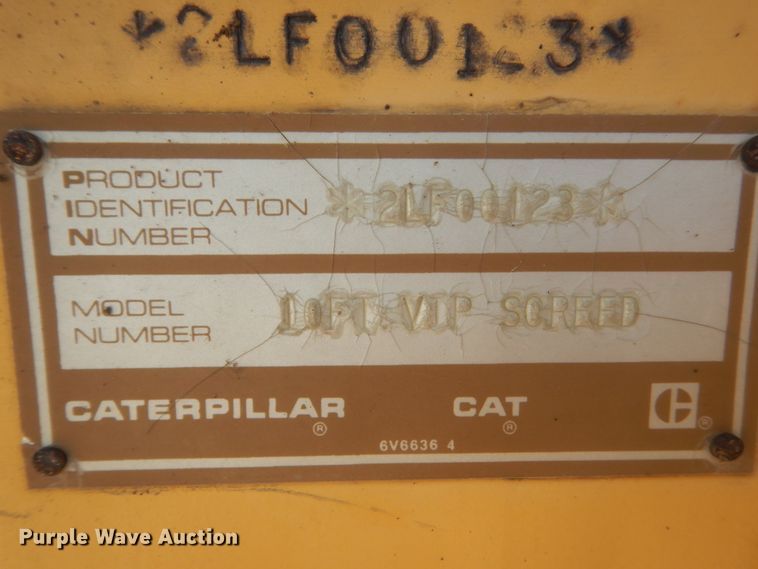 *2LF00123*
PRODUCT
IDENTIFICATION
NUMBER
*2LF00123*
MODEL
NUMBER
10FT. VIP SCREED
CATERPILLAR ® CAT ® C ®
6V6636 4
Purple Wave Auction